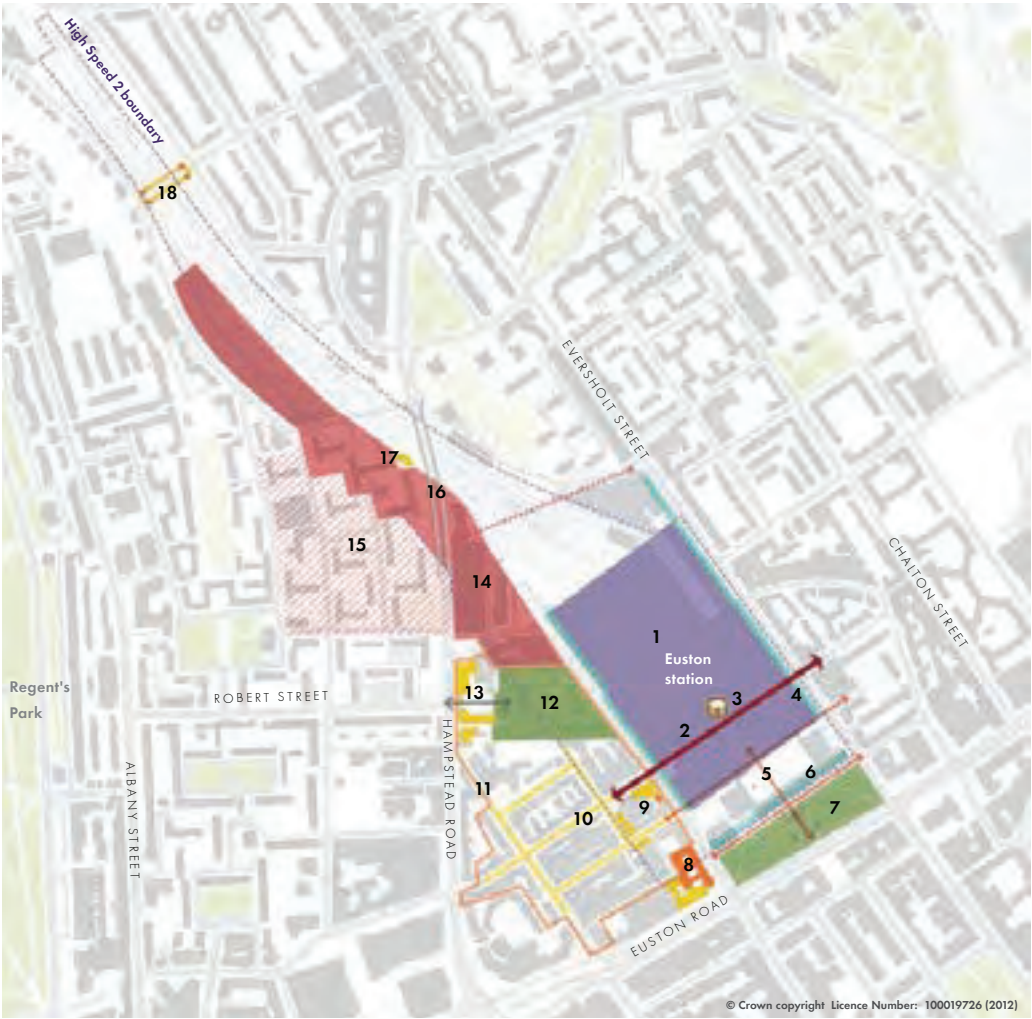 High Speed 2 boundary
18
EVERSHOLT STREET
17
16
15
CHALTON STREET
14
1
Euston
station
Regent's
Park
ROBERT STREET
13
12
3
4
2
HAMPSTEAD ROAD
ALBANY STREET
11
5
6
9
7
10
8
EUSTON ROAD
© Crown copyright Licence Number: 100019726 (2012)